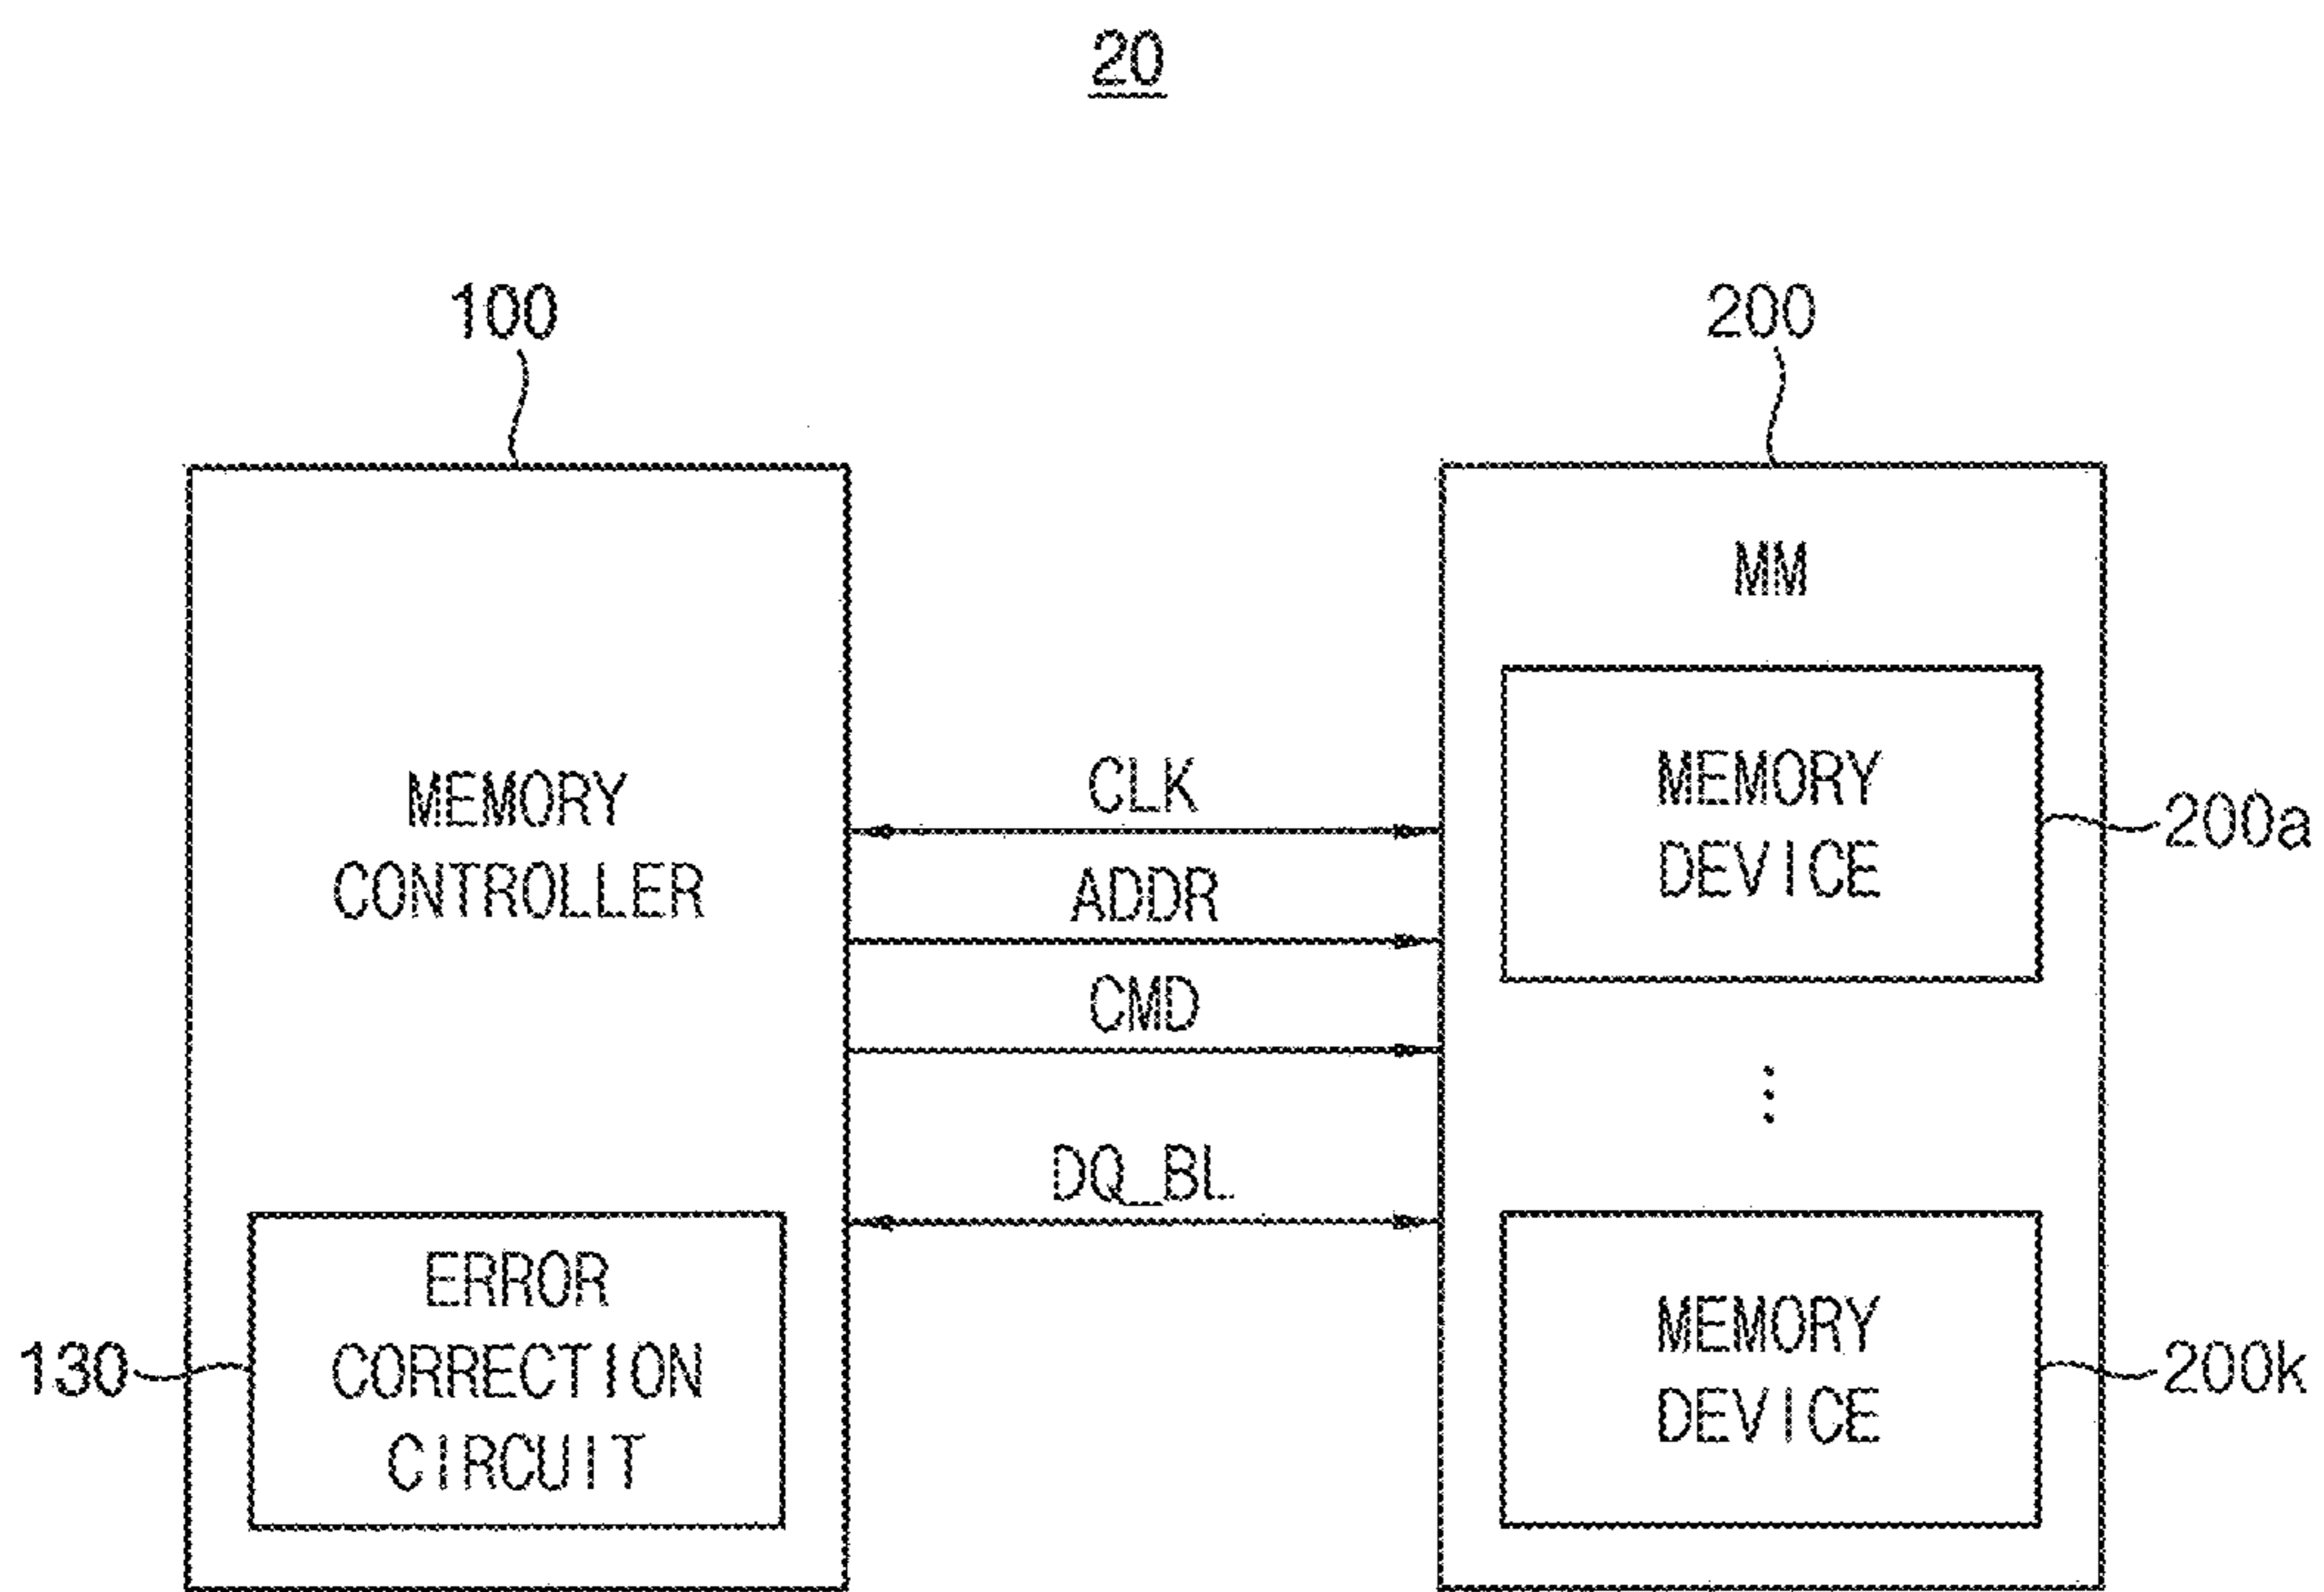 20
100
200
MM
MEMORY
CONTROLLER
CLK
ADDR
CMD
DQ_BL
MEMORY
DEVICE
200a
ERROR
CORRECTION
CIRCUIT
130
MEMORY
DEVICE
200k